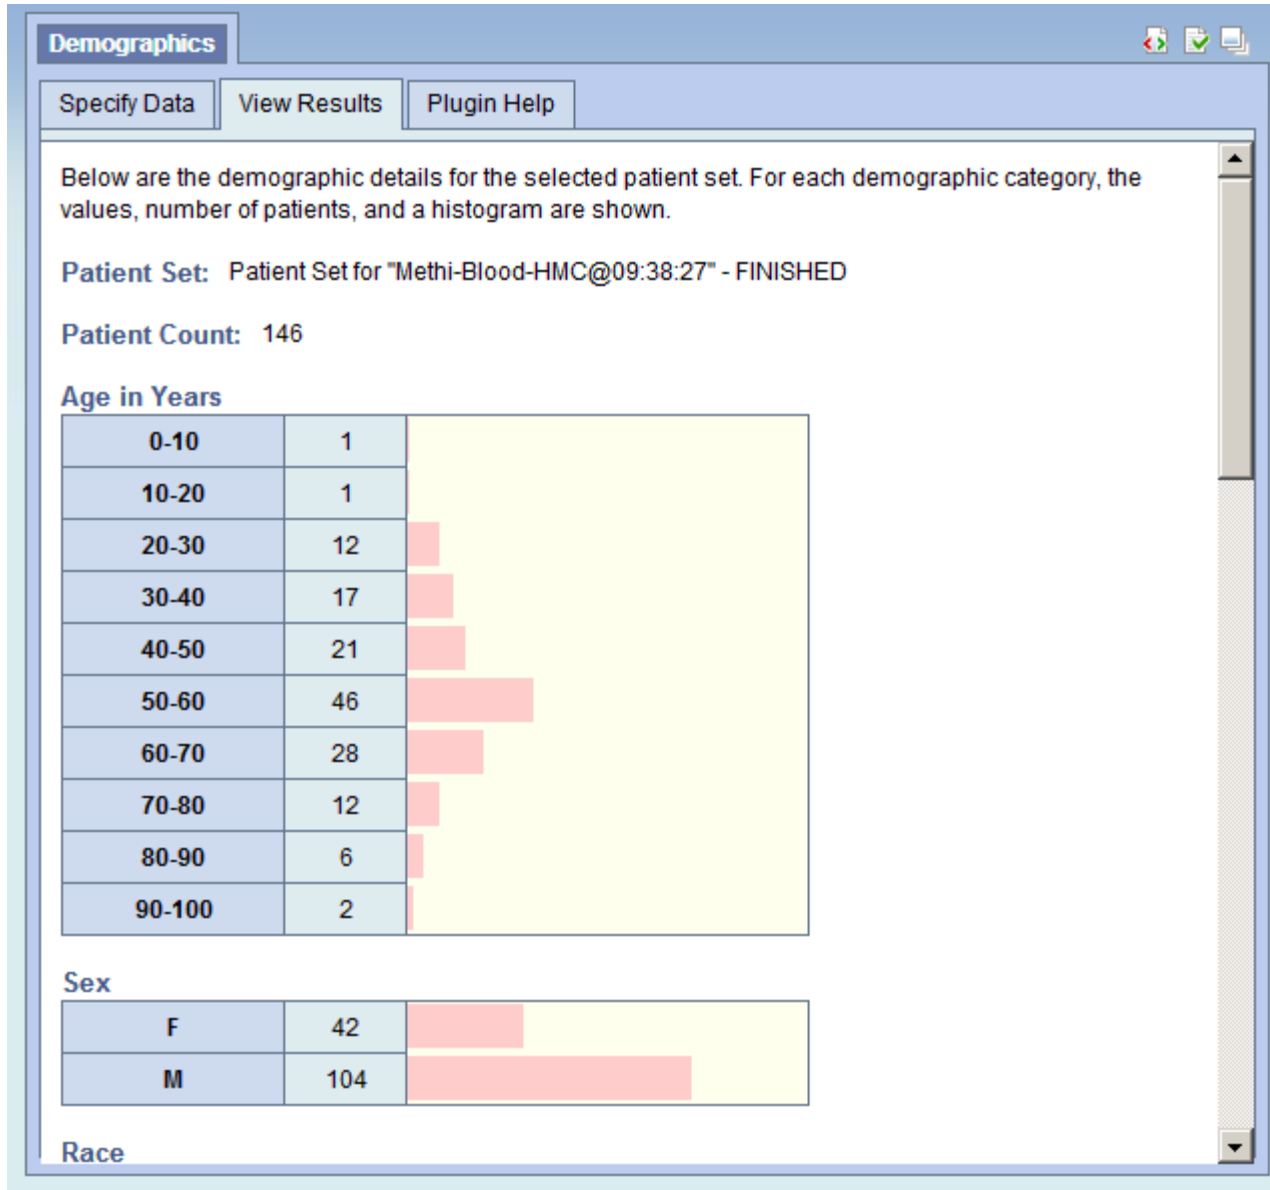 Demographics
Specify Data View Results Plugin Help
Below are the demographic details for the selected patient set. For each demographic category, the
values, number of patients, and a histogram are shown.
Patient Set: Patient Set for "Methi-Blood-HMC@09:38:27" - FINISHED
Patient Count: 146
Age in Years
0-10 1
10-20 1
20-30 12
30-40 17
40-50 21
50-60 46
60-70 28
70-80 12
80-90 6
90-100 2
Sex
F 42
M 104
Race